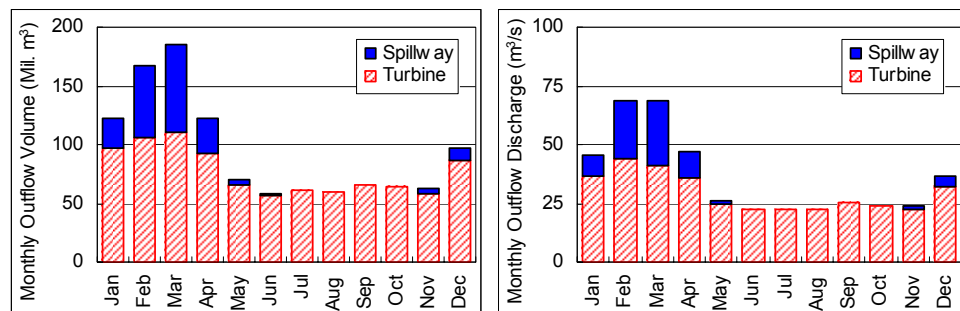 Monthly Outflow Volume (Mil. m³)
200
150
100
50
0
Spillw ay
Turbine
Jan
Feb
Mar
Apr
May
Jun
Jul
Aug
Sep
Oct
Nov
Dec
Monthly Outflow Discharge (m³/s)
100
75
50
25
0
Spillw ay
Turbine
Jan
Feb
Mar
Apr
May
Jun
Jul
Aug
Sep
Oct
Nov
Dec